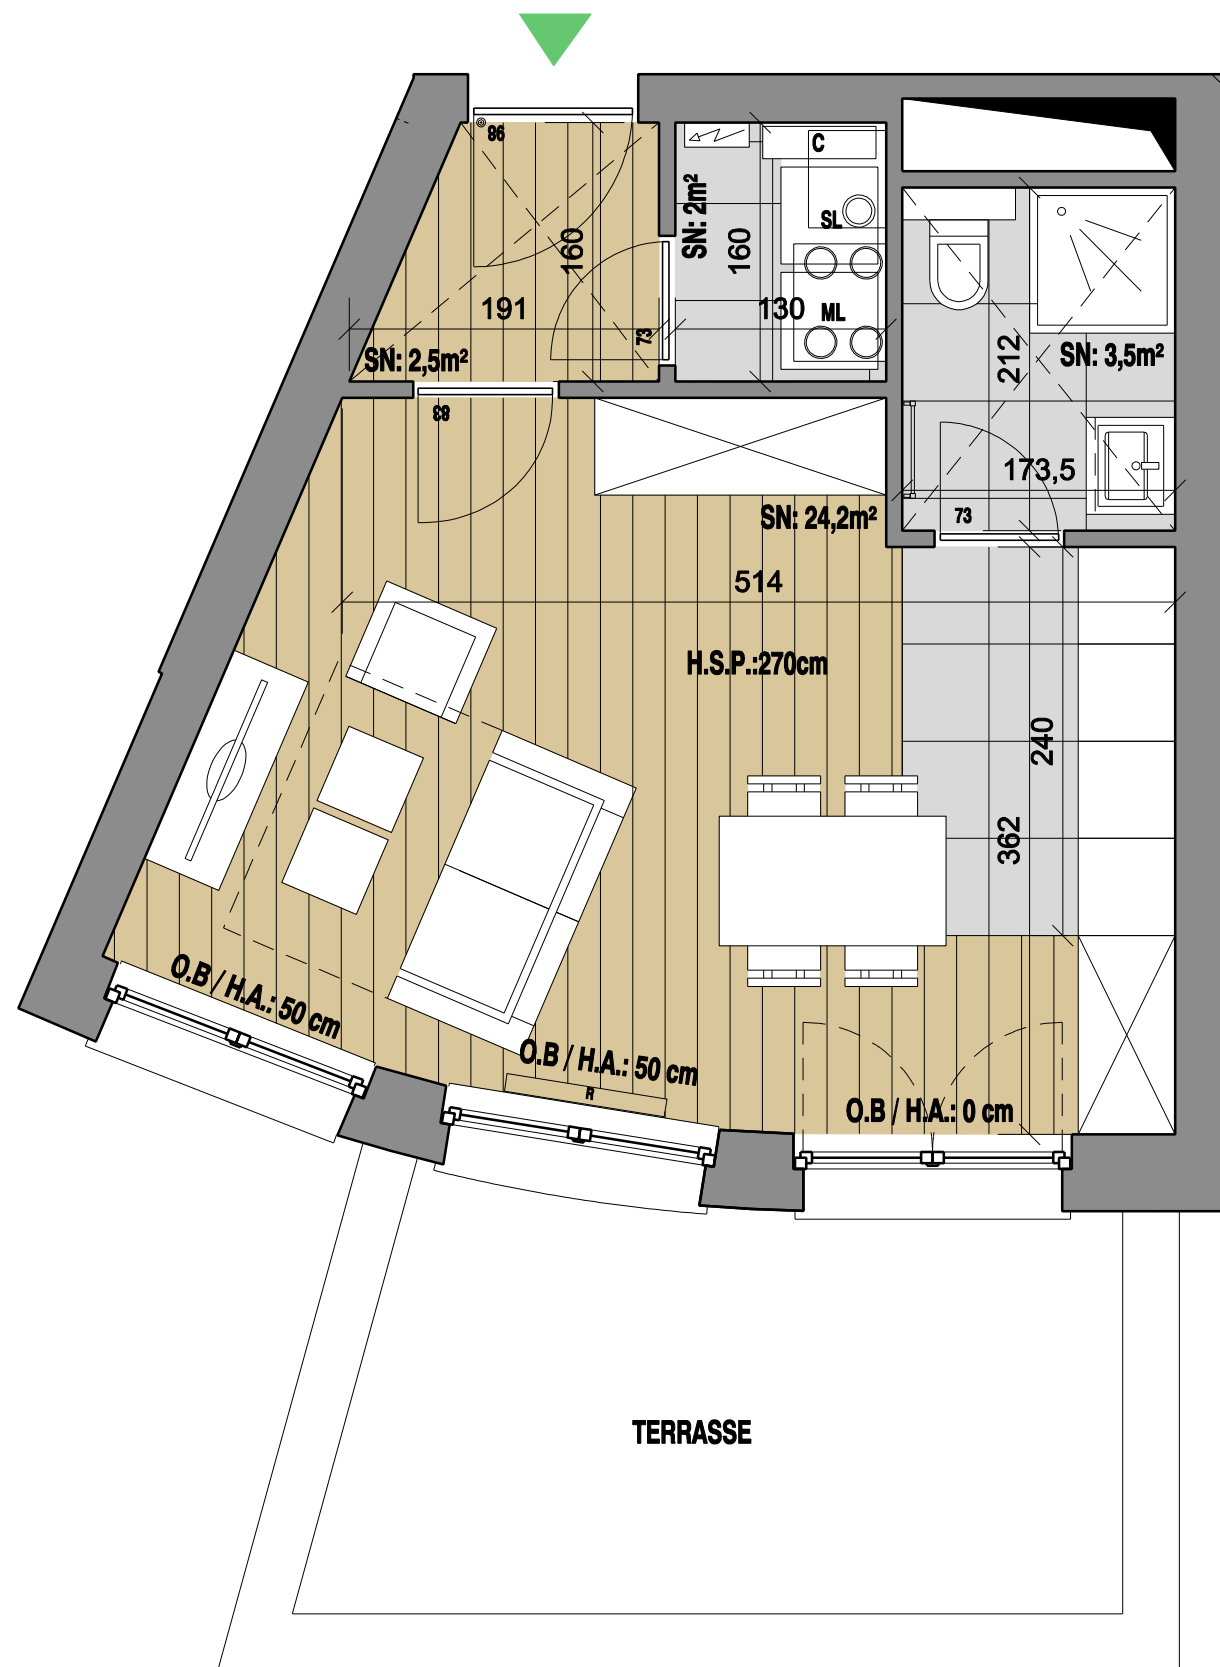 86
C
SN: 2m²
160
160
SL
191
130
ML
73
SN: 2,5m²
212
SN: 3,5m²
83
173,5
SN: 24,2m²
73
514
H.S.P.:270cm
240
362
O.B / H.A.: 50 cm
O.B / H.A.: 50 cm
R
O.B / H.A.: 0 cm
TERRASSE